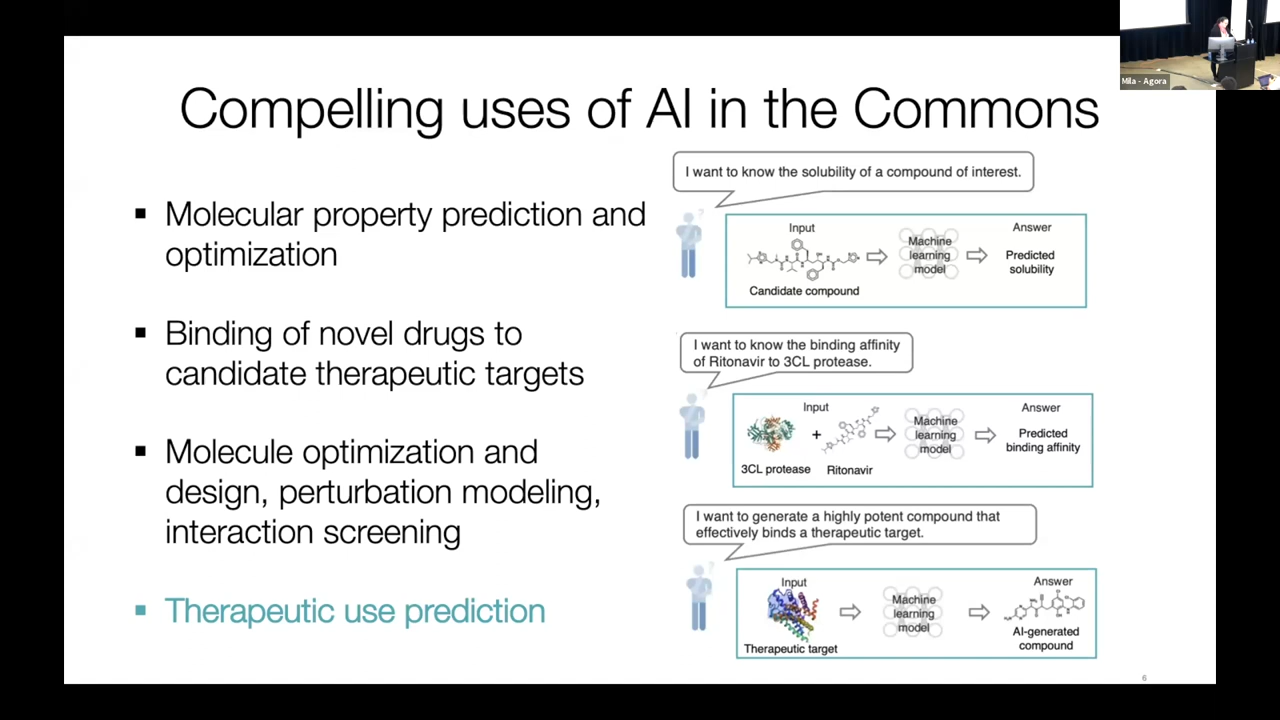 Mila - Agora
Compelling uses of AI in the Commons
▪ Molecular property prediction and
optimization
▪ Binding of novel drugs to
candidate therapeutic targets
▪ Molecule optimization and
design, perturbation modeling,
interaction screening
▪ Therapeutic use prediction
I want to know the solubility of a compound of interest.
Input
Candidate compound
Machine
learning
model
Answer
Predicted
solubility
I want to know the binding affinity
of Ritonavir to 3CL protease.
Input
+
3CL protease
Ritonavir
Machine
learning
model
Answer
Predicted
binding affinity
I want to generate a highly potent compound that
effectively binds a therapeutic target.
Input
Therapeutic target
Machine
learning
model
Answer
AI-generated
compound
6